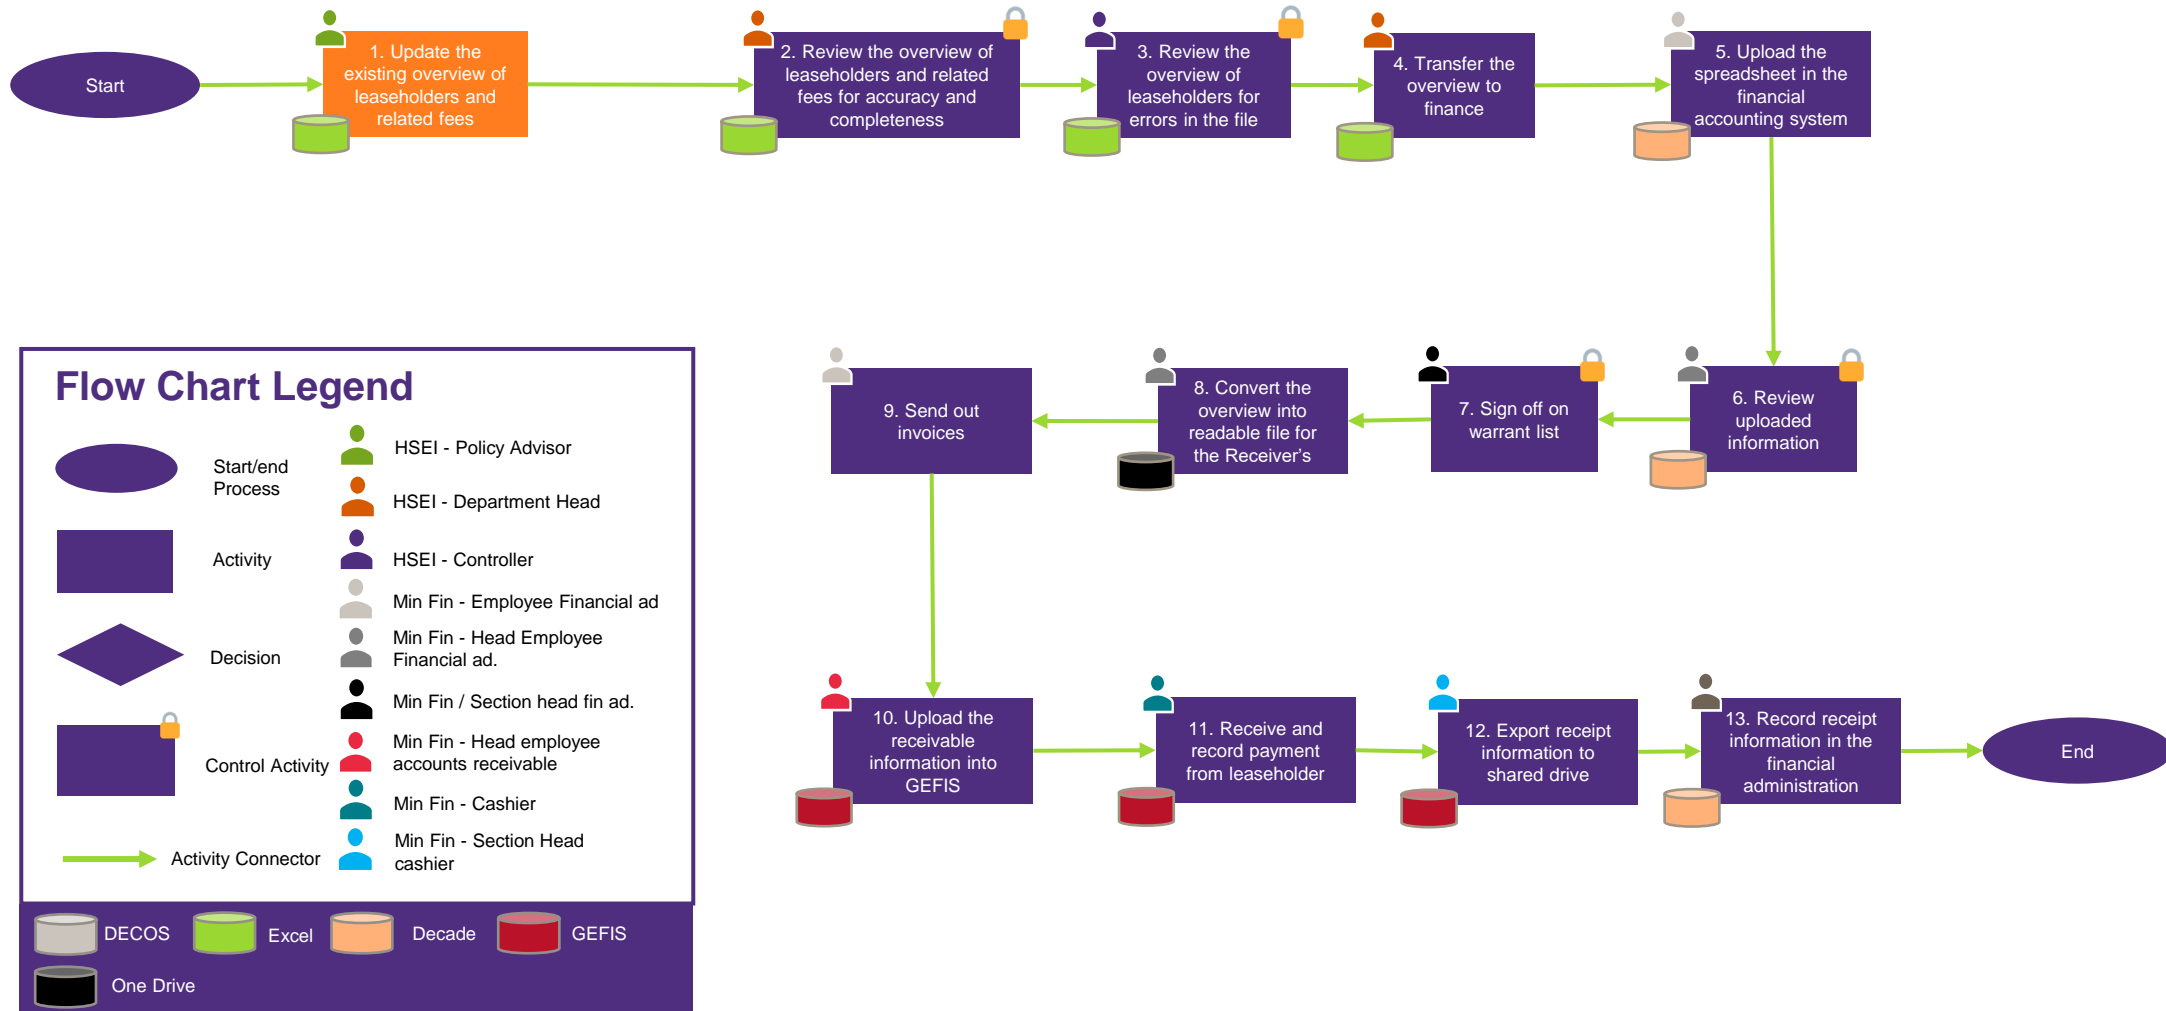 Start
1. Update the
existing overview of
leaseholders and
related fees
2. Review the overview of
leaseholders and related
fees for accuracy and
completeness
3. Review the
overview of
leaseholders for
errors in the file
4. Transfer the
overview to
finance
5. Upload the
spreadsheet in the
financial
accounting system
6. Review
uploaded
information
7. Sign off on
warrant list
8. Convert the
overview into
readable file for
the Receiver's
9. Send out
invoices
10. Upload the
receivable
information into
GEFIS
11. Receive and
record payment
from leaseholder
12. Export receipt
information to
shared drive
13. Record receipt
information in the
financial
administration
End
Flow Chart Legend
Start/end
Process
Activity
Decision
Control Activity
Activity Connector
HSEI - Policy Advisor
HSEI - Department Head
HSEI - Controller
Min Fin - Employee Financial ad
Min Fin - Head Employee
Financial ad.
Min Fin / Section head fin ad.
Min Fin - Head employee
accounts receivable
Min Fin - Cashier
Min Fin - Section Head
cashier
DECOS
Excel
Decade
GEFIS
One Drive